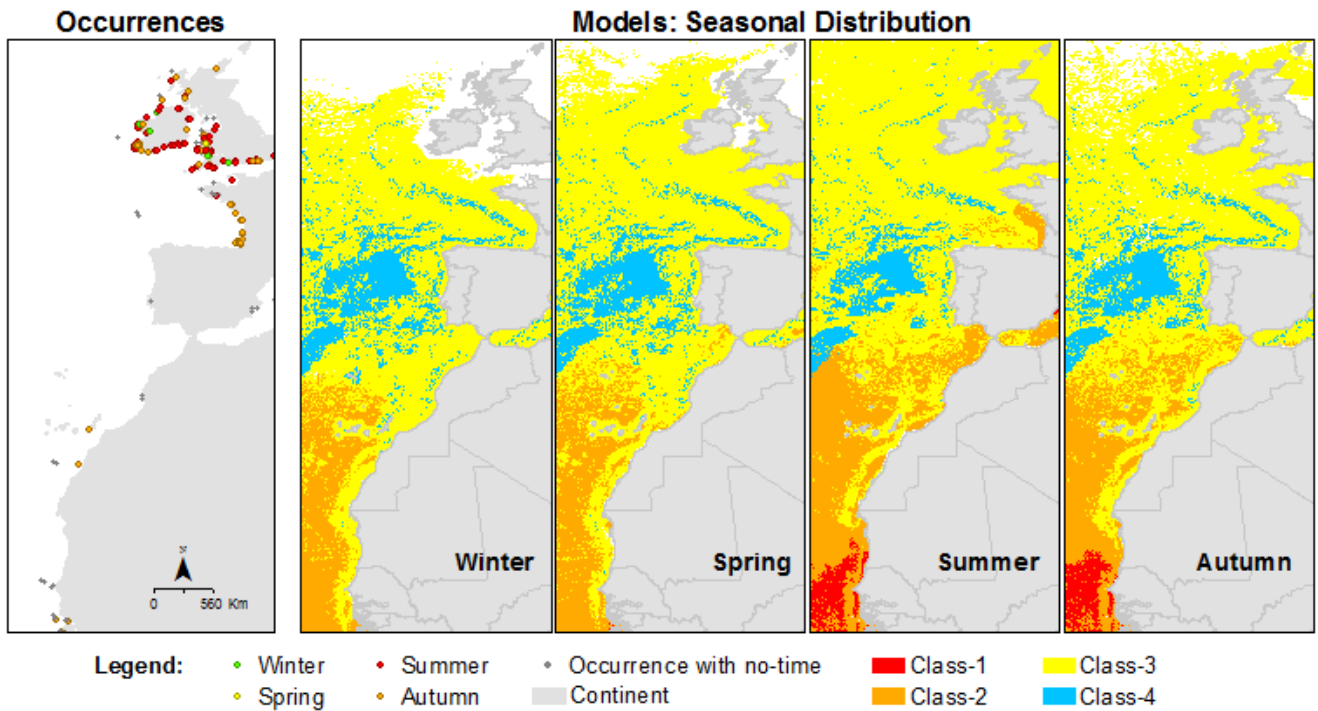 Occurrences
Models: Seasonal Distribution
N
0 560 Km
Winter
Spring
Summer
Autumn
Legend: Winter Summer Occurrence with no-time Class-1 Class-3
Spring Autumn Continent Class-2 Class-4